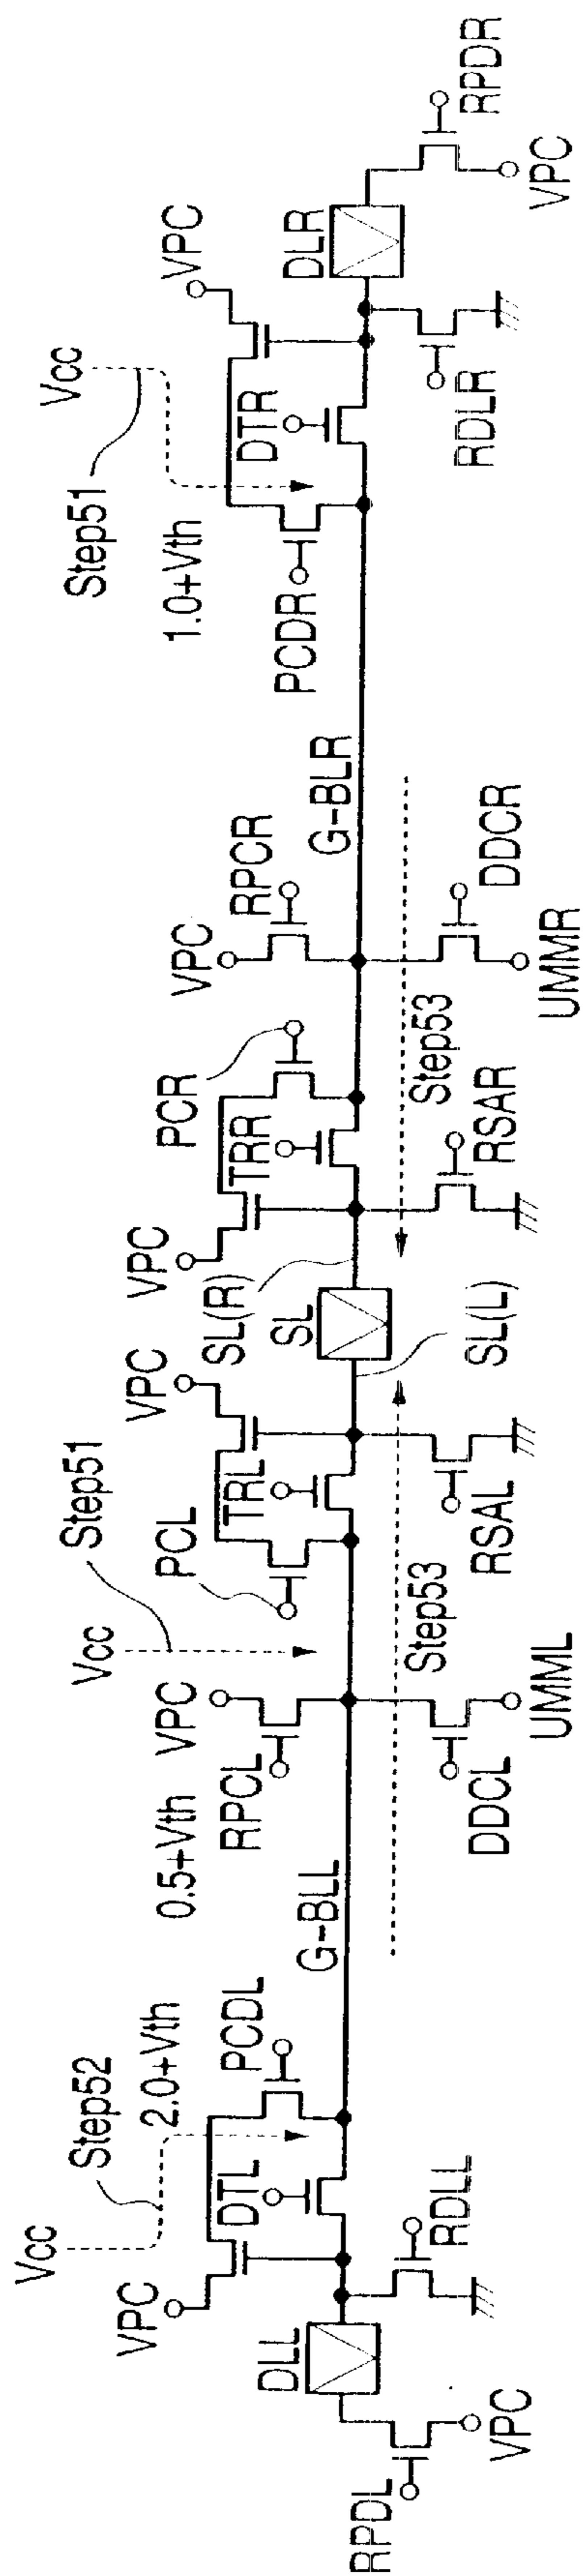 Vcc
Step52
VPC
2.0+Vth
DTL
PCDL
DLL
RPDL
VPC
RDLL
G-BLL
Vcc
Step51
0.5+Vth
VPC
RPCL
PCL
VPC
TRL
DDCL
UMML
Step53
RSAL
SL(L)
SL
SL(R)
VPC
TRR
PCR
RSAR
Step53
VPC
RPCR
DDCR
UMMR
G-BLR
Step51
Vcc
1.0+Vth
PCDR
DTR
VPC
DLR
RDLR
RPDR
VPC